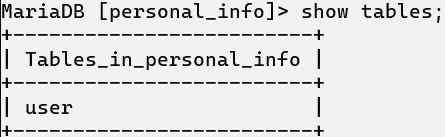 MariaDB [personal_info]> show tables;
+-------------------------+
| Tables_in_personal_info |
+-------------------------+
| user                    |
+-------------------------+